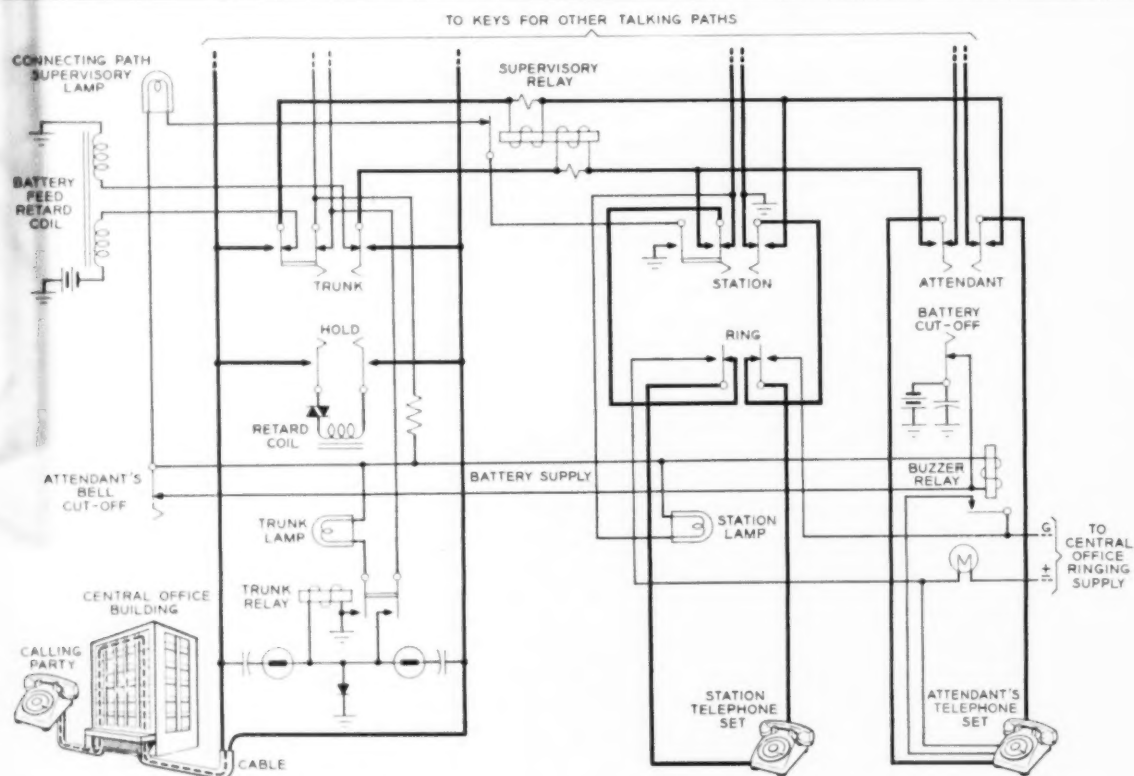 TO KEYS FOR OTHER TALKING PATHS
CONNECTING PATH
SUPERVISORY
LAMP
SUPERVISORY
RELAY
BATTERY
FEED
RETARD
COIL
TRUNK
STATION
ATTENDANT
HOLD
RING
BATTERY
CUT-OFF
RETARD
COIL
ATTENDANT'S
BELL
CUT-OFF
BATTERY SUPPLY
BUZZER
RELAY
TRUNK
LAMP
STATION
LAMP
G
TO
CENTRAL
OFFICE
RINGING
SUPPLY
M
±
TRUNK
RELAY
CENTRAL OFFICE
BUILDING
CALLING
PARTY
STATION
TELEPHONE
SET
ATTENDANT'S
TELEPHONE
SET
CABLE